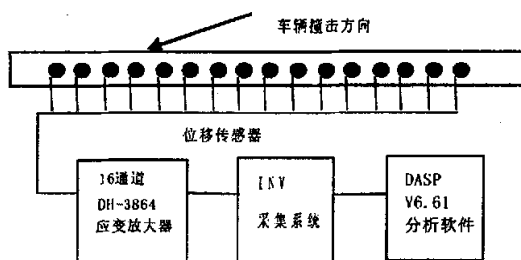 车辆撞击方向
位移传感器
16通道
DH-3864
应变放大器
INV
采集系统
DASP
V6.61
分析软件